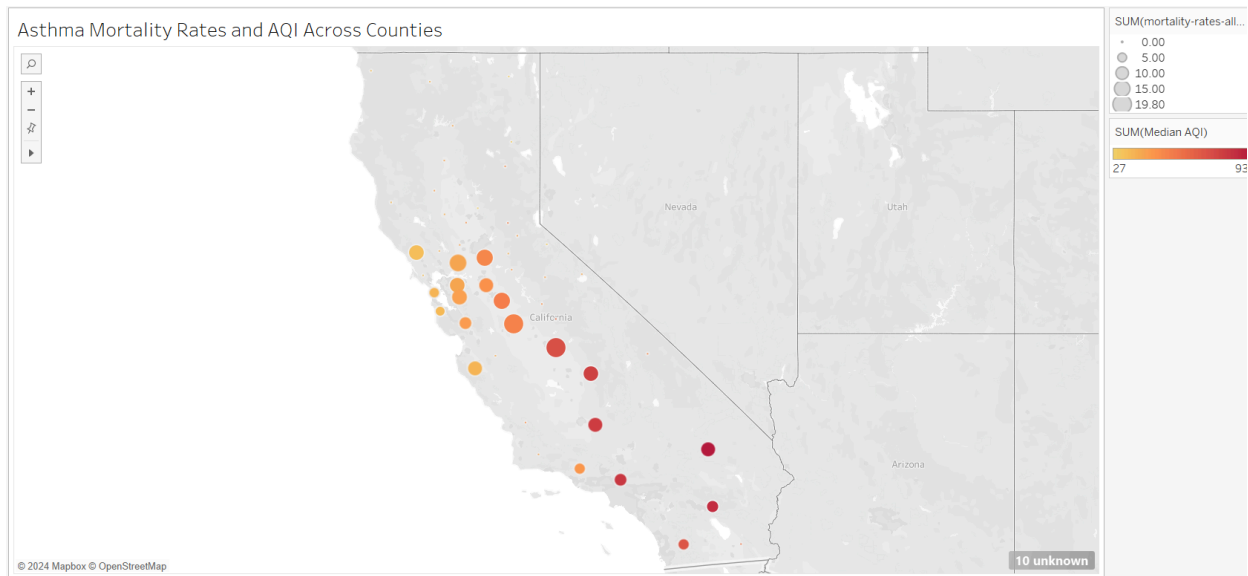 Asthma Mortality Rates and AQI Across Counties
SUM(mortality-rates-all...
0.00
5.00
10.00
15.00
19.80
SUM(Median AQI)
27
93
Nevada
Utah
California
Arizona
© 2024 Mapbox © OpenStreetMap
10 unknown